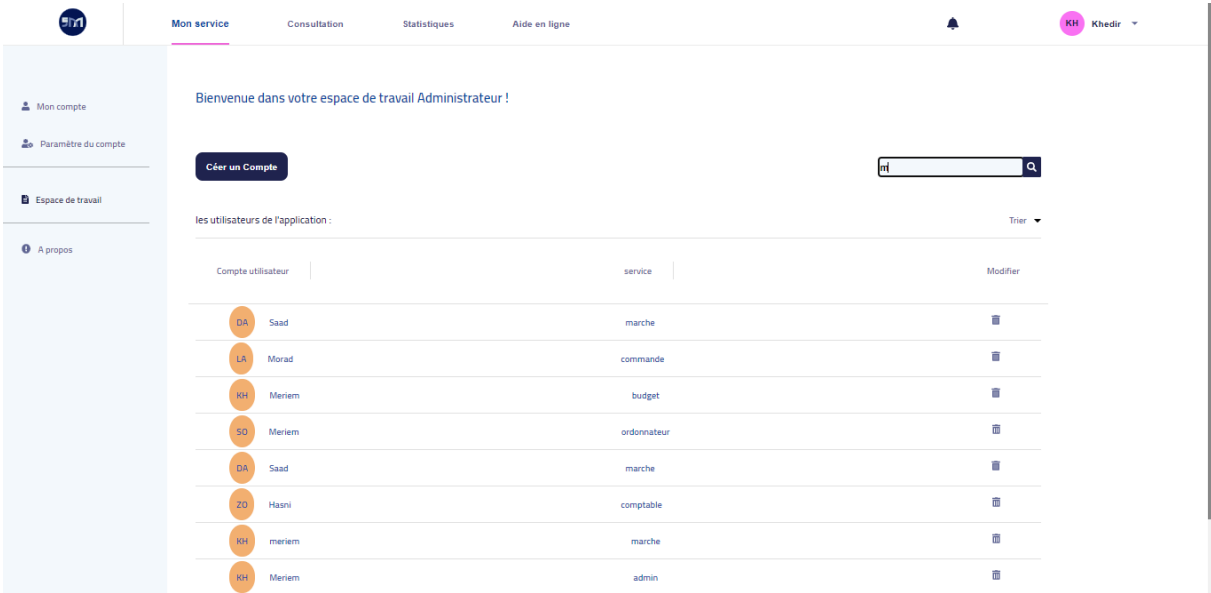 Mon service Consultation Statistiques Aide en ligne KH Khedir
Mon compte
Paramètre du compte
Espace de travail
A propos
Bienvenue dans votre espace de travail Administrateur !
Céer un Compte m
les utilisateurs de l'application : Trier
Compte utilisateur service Modifier
DA Saad marche
LA Morad commande
KH Meriem budget
SO Meriem ordonnateur
DA Saad marche
ZO Hasni comptable
KH meriem marche
KH Meriem admin